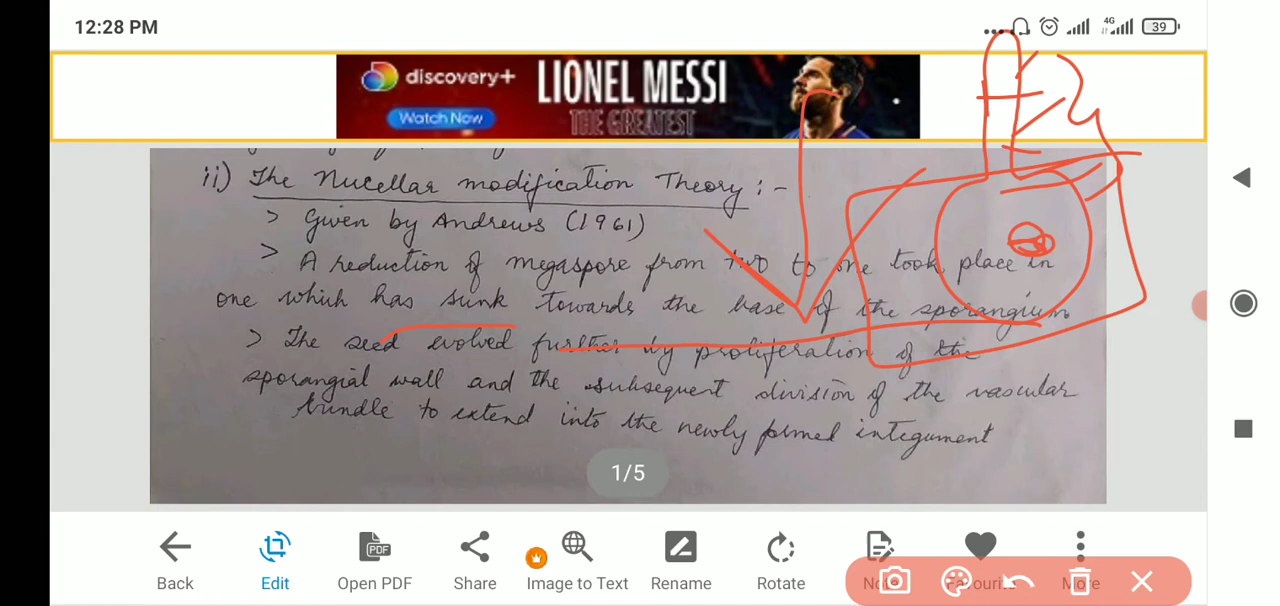 12:28 PM
4G
39
discovery+
LIONEL MESSI
Watch Now
THE GREATEST
ii) The Nucellar modification Theory :-
> Given by Andrews (1961)
> A reduction of megaspore from two to one took place in
one which has sunk towards the base of the sporangium
> The seed evolved further by proliferation of the
sporangial wall and the subsequent division of the vascular
bundle to extend into the newly formed integument
1/5
Back
Edit
PDF
Open PDF
Share
Image to Text
Rename
Rotate
More